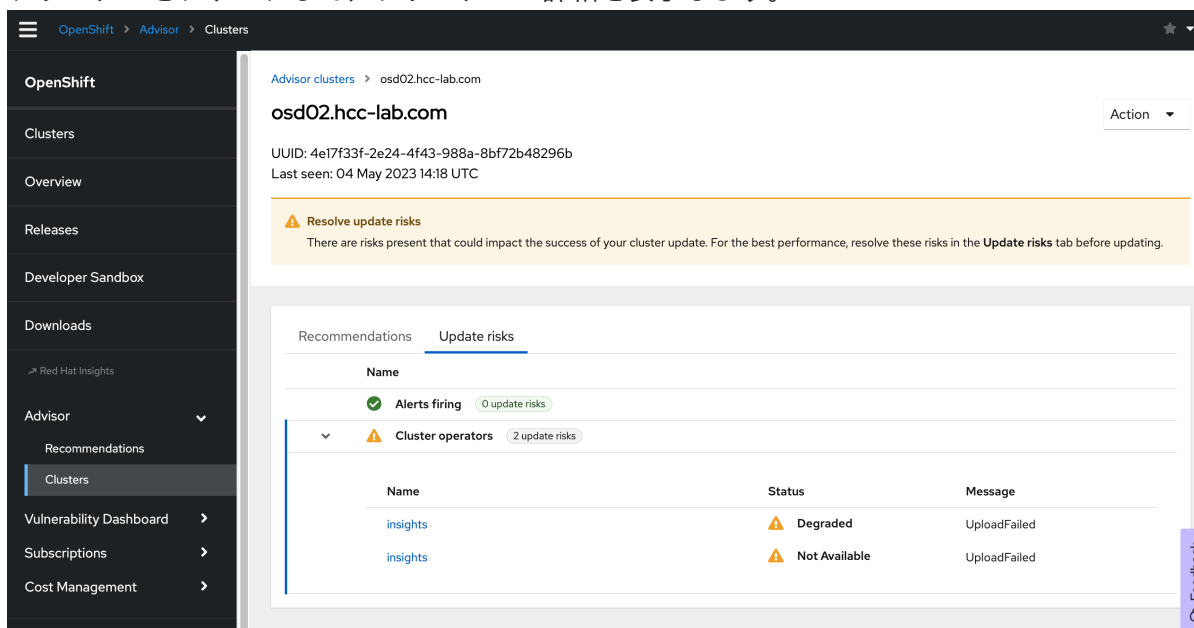 OpenShift > Advisor > Clusters
OpenShift
Clusters
Overview
Releases
Developer Sandbox
Downloads
Red Hat Insights
Advisor
Recommendations
Clusters
Vulnerability Dashboard
Subscriptions
Cost Management
Advisor clusters > osd02.hcc-lab.com
osd02.hcc-lab.com
Action
UUID: 4e17f33f-2e24-4f43-988a-8bf72b48296b
Last seen: 04 May 2023 14:18 UTC
Resolve update risks
There are risks present that could impact the success of your cluster update. For the best performance, resolve these risks in the Update risks tab before updating.
Recommendations Update risks
Name
Alerts firing 0 update risks
Cluster operators 2 update risks
Name Status Message
insights Degraded UploadFailed
insights Not Available UploadFailed